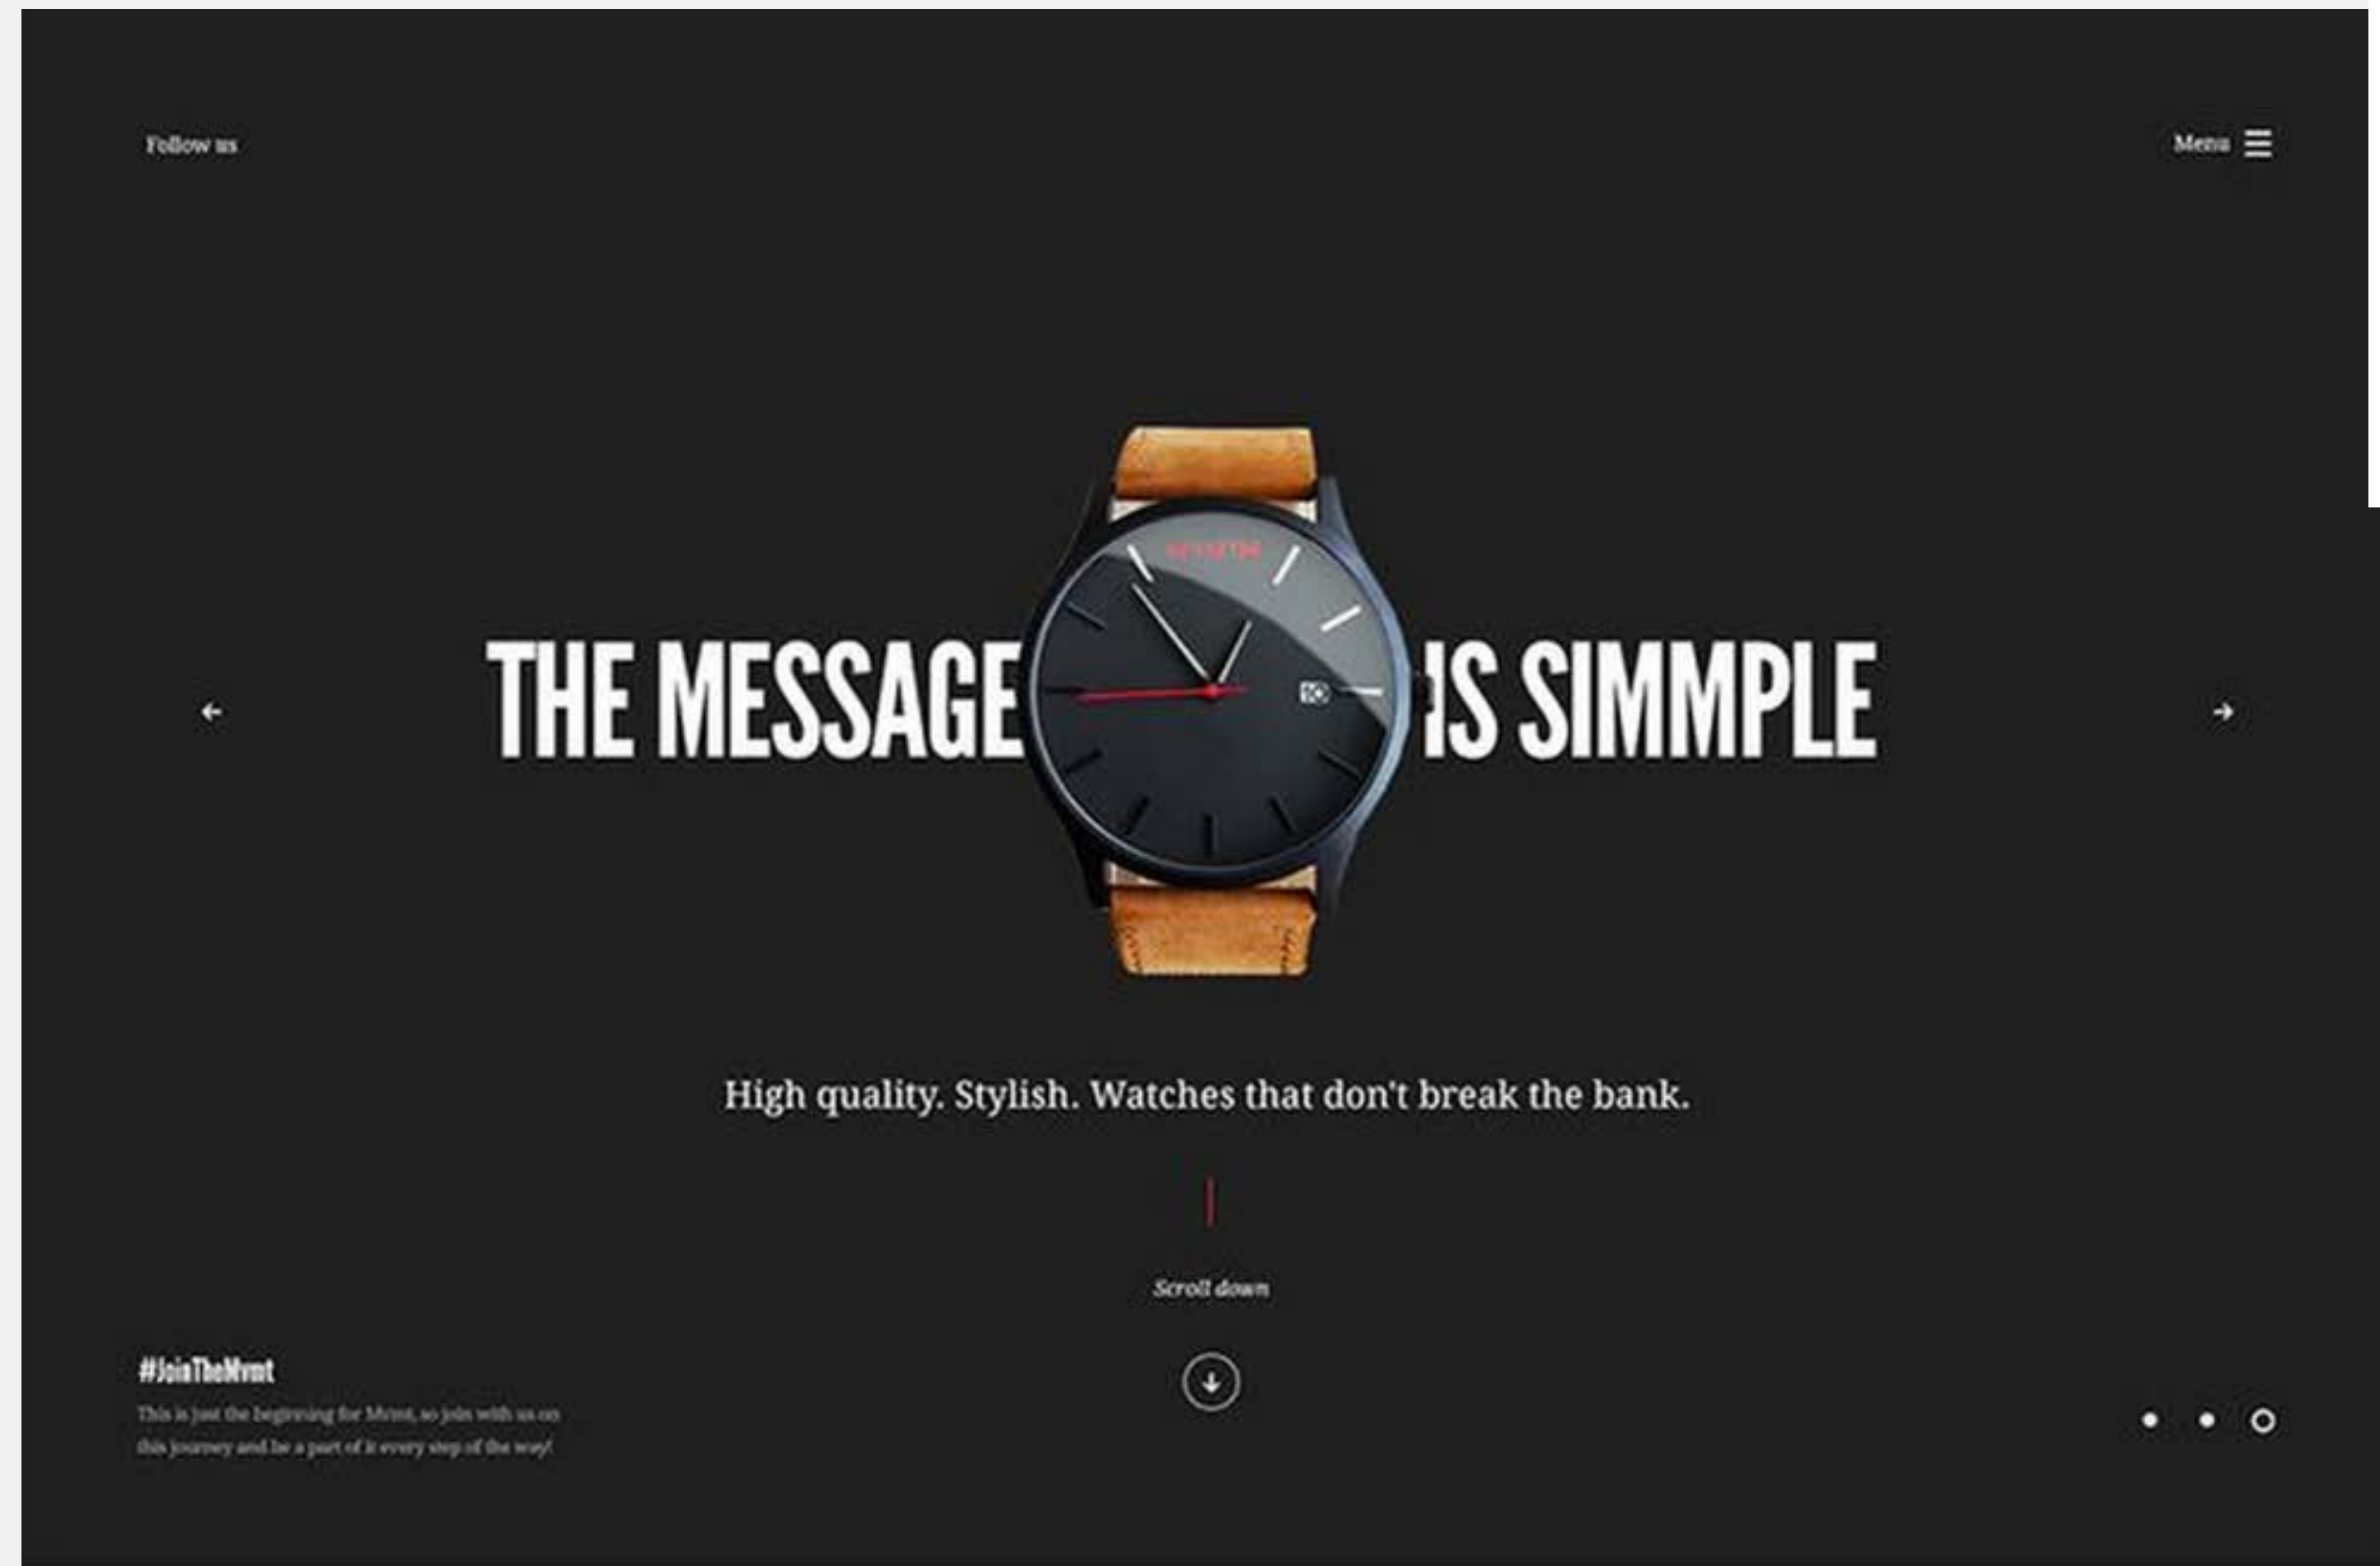 Follow us
Menu
THE MESSAGE IS SIMMPLE
10
High quality. Stylish. Watches that don't break the bank.
Scroll down
#JoinTheMvmt
This is just the beginning for Mvmt, so join with us on
this journey and be a part of it every step of the way!